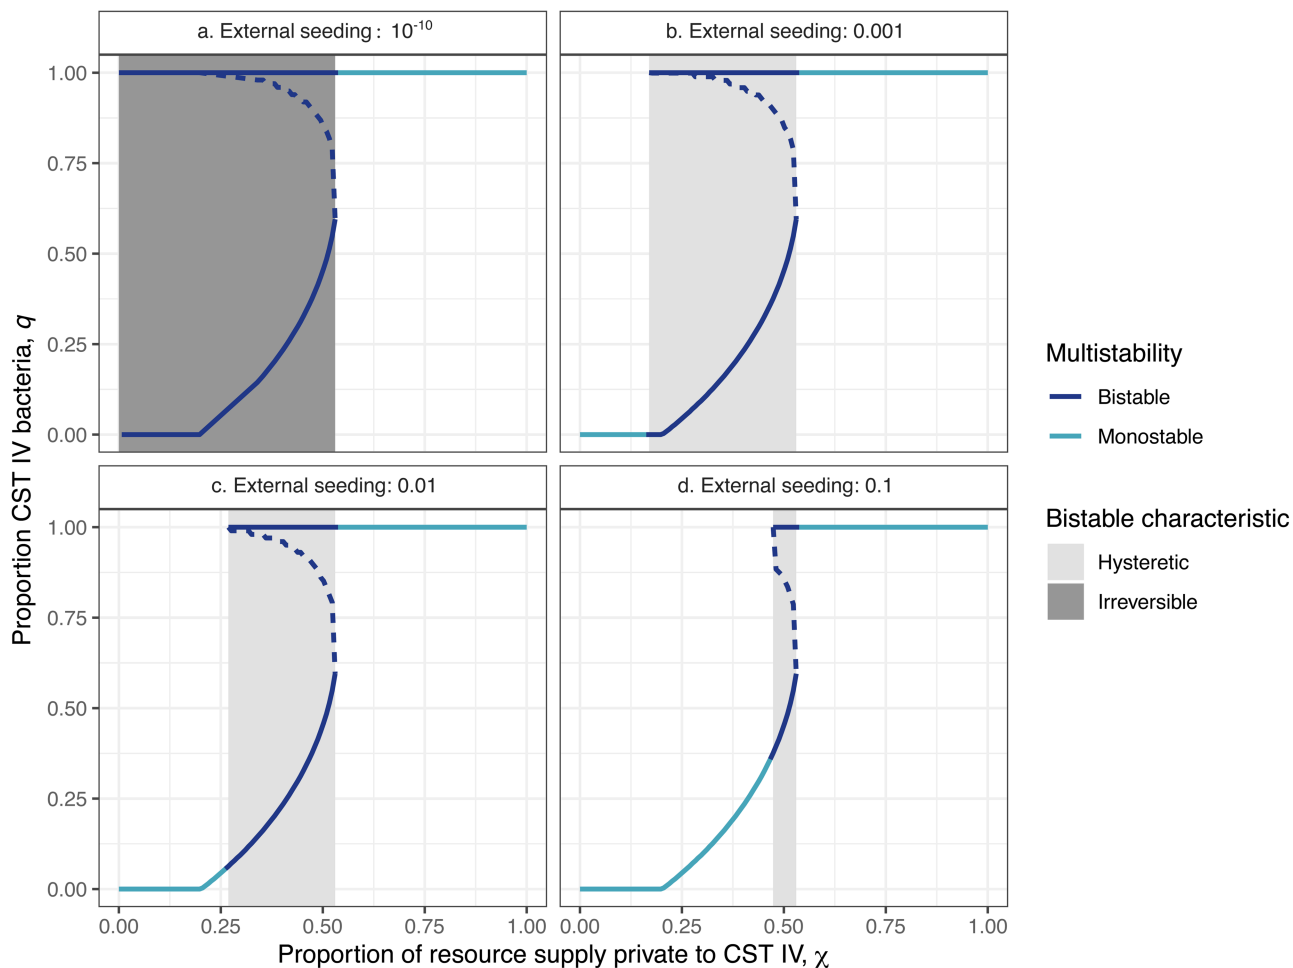 a. External seeding: 10⁻¹⁰
b. External seeding: 0.001
1.00
0.75
0.50
0.25
0.00
c. External seeding: 0.01
d. External seeding: 0.1
1.00
0.75
0.50
0.25
0.00
0.00 0.25 0.50 0.75 1.00
0.00 0.25 0.50 0.75 1.00
Proportion of resource supply private to CST IV, χ
Proportion CST IV bacteria, q
Multistability
Bistable
Monostable
Bistable characteristic
Hysteretic
Irreversible